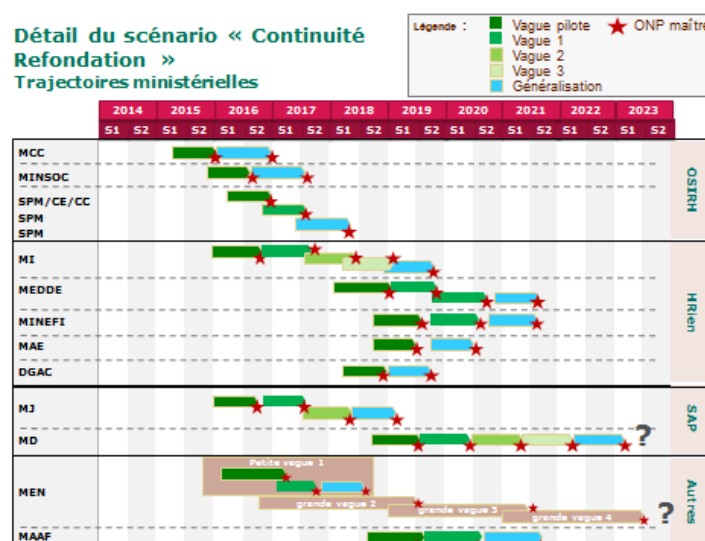 Détail du scénario « Continuité
Refondation »
Trajectoires ministérielles
Légende :
Vague pilote
ONP maître
Vague 1
Vague 2
Vague 3
Généralisation
2014 2015 2016 2017 2018 2019 2020 2021 2022 2023
S1 S2 S1 S2 S1 S2 S1 S2 S1 S2 S1 S2 S1 S2 S1 S2 S1 S2 S1 S2
MCC
MINSOC
SPM/CE/CC
SPM
SPM
OSIRH
MI
MEDDE
MINEFI
MAE
DGAC
HRien
MJ
MD
?
SAP
Petite vague 1
MEN
grande vague 2
grande vague 3
grande vague 4
?
MAAF
Autres